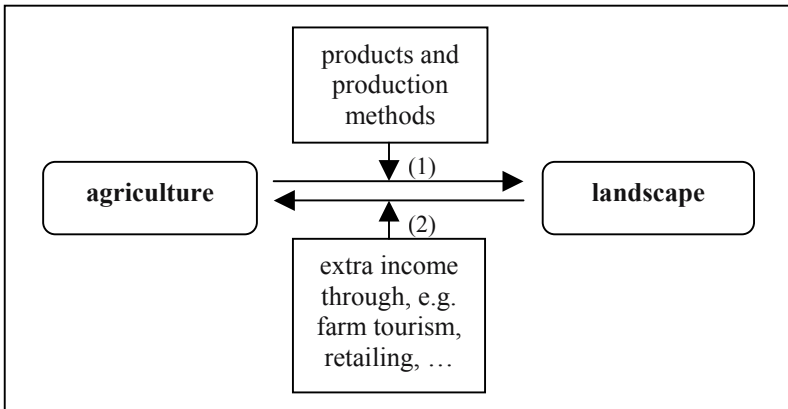 products and
production
methods
(1)
agriculture
landscape
(2)
extra income
through, e.g.
farm tourism,
retailing, …